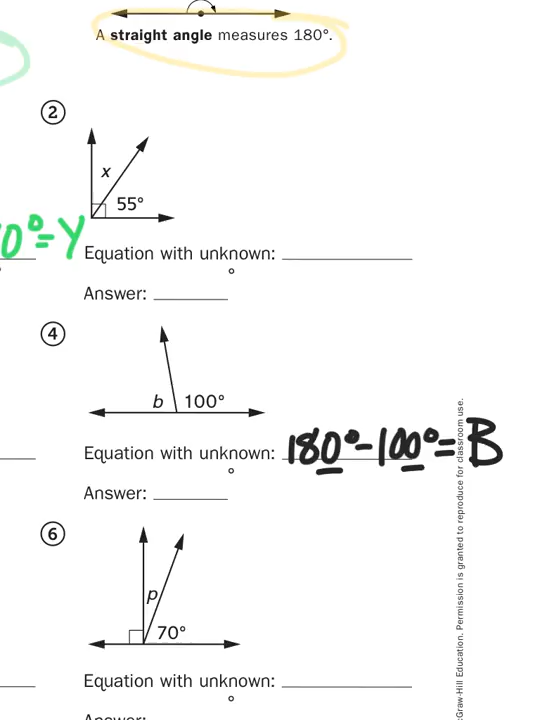 A straight angle measures 180°.
2
x
55°
0°=Y
Equation with unknown:
°
Answer:
4
b 100°
Equation with unknown: 180°-100°=B
°
Answer:
6
p
70°
Equation with unknown:
°
Answer:
Graw-Hill Education. Permission is granted to reproduce for classroom use.